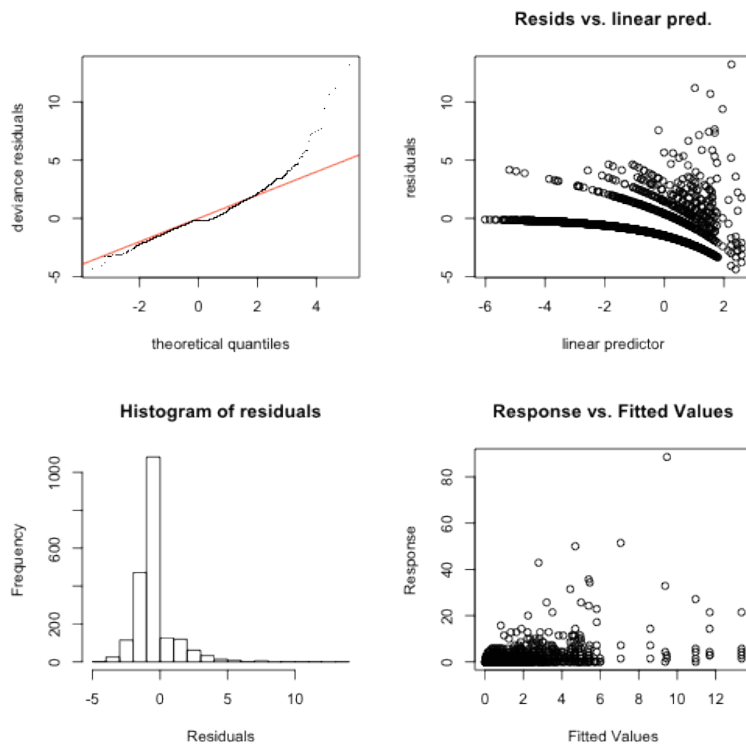 deviance residuals
10
5
0
-5
-2 0 2 4
theoretical quantiles
Resids vs. linear pred.
residuals
10
5
0
-5
-6 -4 -2 0 2
linear predictor
Histogram of residuals
Frequency
1000
600
200
0
-5 0 5 10
Residuals
Response vs. Fitted Values
Response
80
60
40
20
0
0 2 4 6 8 10 12
Fitted Values